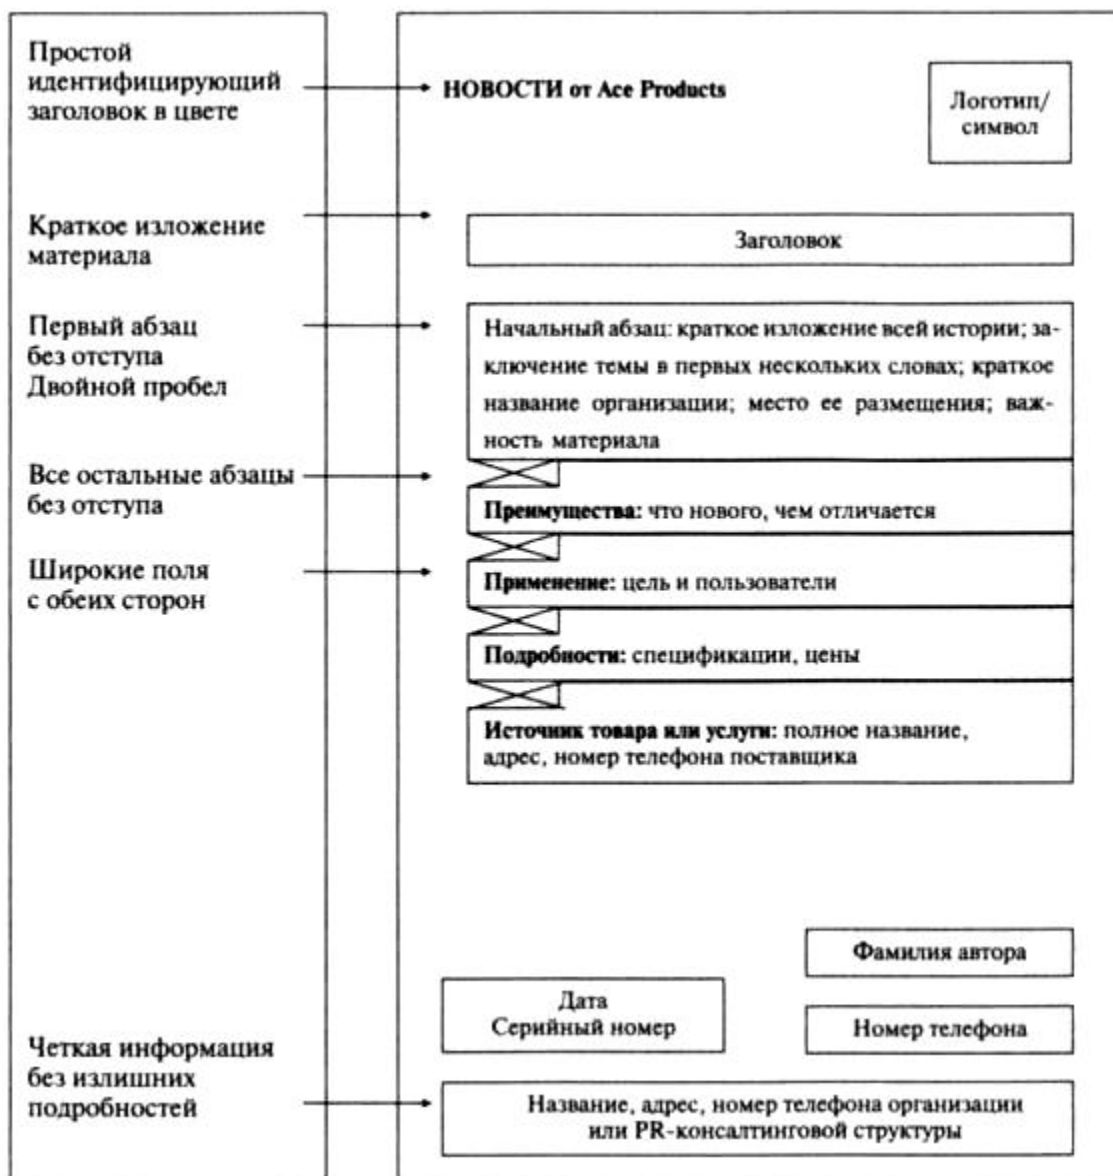 Простой
идентифицирующий
заголовок в цвете
НОВОСТИ от Ace Products
Логотип/
символ
Краткое изложение
материала
Заголовок
Первый абзац
без отступа
Двойной пробел
Начальный абзац: краткое изложение всей истории; за-
ключение темы в первых нескольких словах; краткое
название организации; место ее размещения; важ-
ность материала
Все остальные абзацы
без отступа
Преимущества: что нового, чем отличается
Широкие поля
с обеих сторон
Применение: цель и пользователи
Подробности: спецификации, цены
Источник товара или услуги: полное название,
адрес, номер телефона поставщика
Фамилия автора
Дата
Серийный номер
Номер телефона
Четкая информация
без излишних
подробностей
Название, адрес, номер телефона организации
или PR-консалтинговой структуры